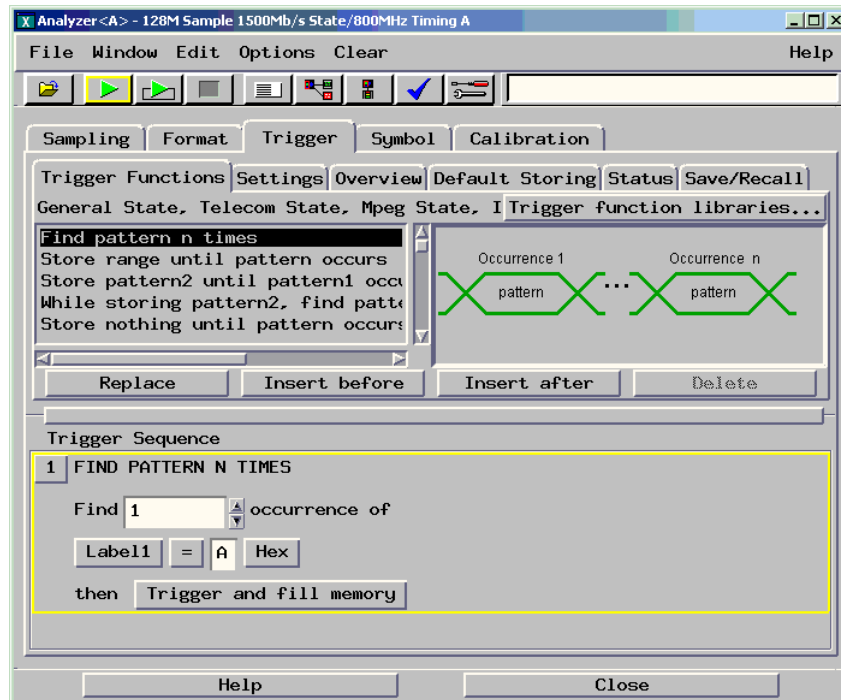 Analyzer<A> - 128M Sample 1500Mb/s State/800MHz Timing A
File Window Edit Options Clear Help
Sampling Format Trigger Symbol Calibration
Trigger Functions Settings Overview Default Storing Status Save/Recall
General State, Telecom State, Mpeg State, I Trigger function libraries...
Find pattern n times
Store range until pattern occurs
Store pattern2 until pattern1 occu
While storing pattern2, find patte
Store nothing until pattern occurs
Occurrence 1 Occurrence n
pattern ... pattern
Replace Insert before Insert after Delete
Trigger Sequence
1 FIND PATTERN N TIMES
Find 1 occurrence of
Label1 = A Hex
then Trigger and fill memory
Help Close